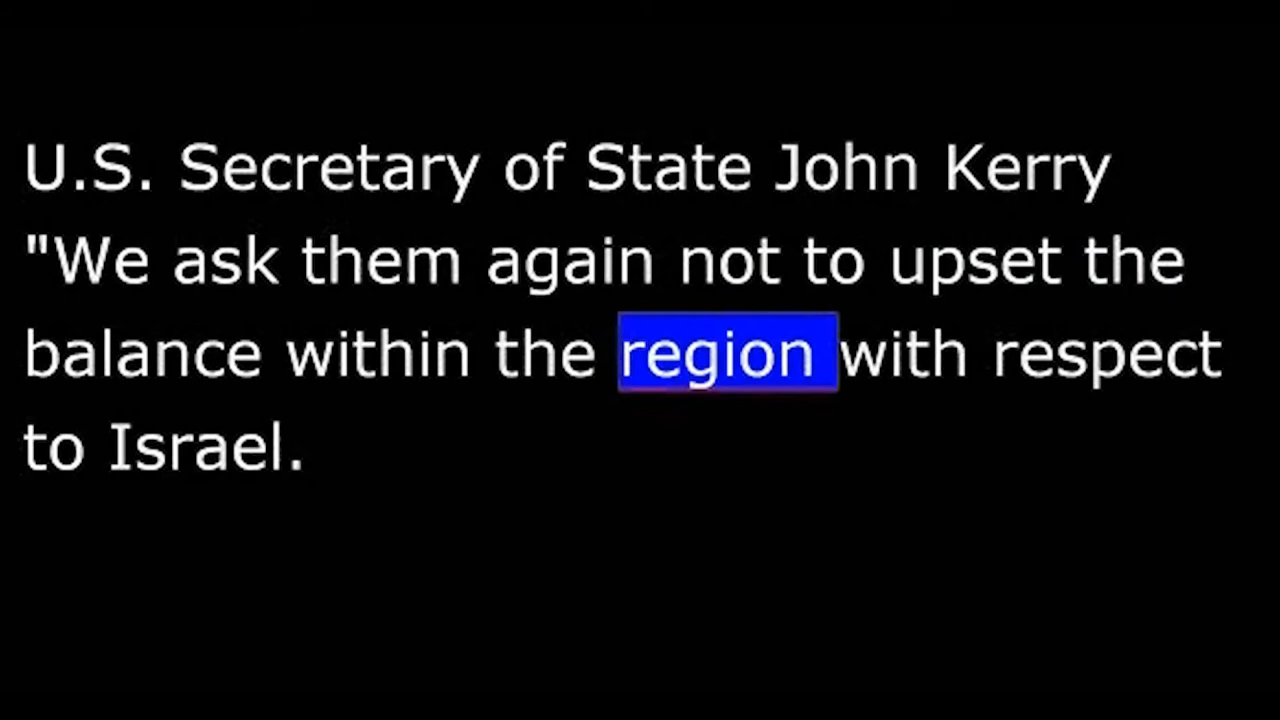 U.S. Secretary of State John Kerry
"We ask them again not to upset the
balance within the region with respect
to Israel.